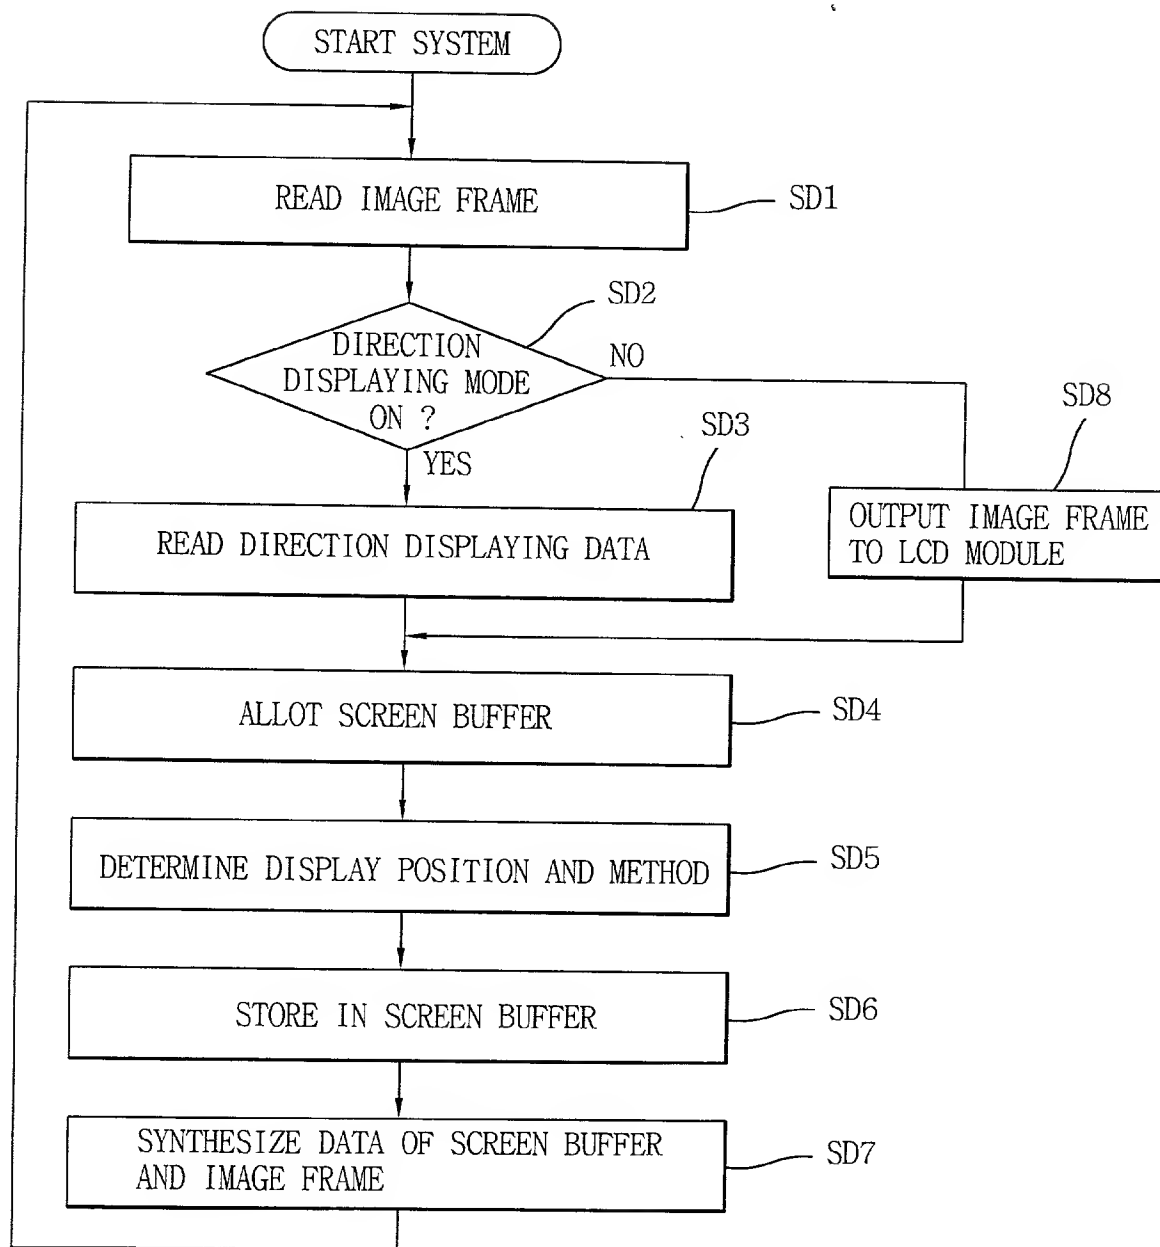 START SYSTEM
READ IMAGE FRAME
SD1
SD2
DIRECTION
DISPLAYING MODE
ON ?
NO
YES
SD3
SD8
READ DIRECTION DISPLAYING DATA
OUTPUT IMAGE FRAME
TO LCD MODULE
ALLOT SCREEN BUFFER
SD4
DETERMINE DISPLAY POSITION AND METHOD
SD5
STORE IN SCREEN BUFFER
SD6
SYNTHESIZE DATA OF SCREEN BUFFER
AND IMAGE FRAME
SD7